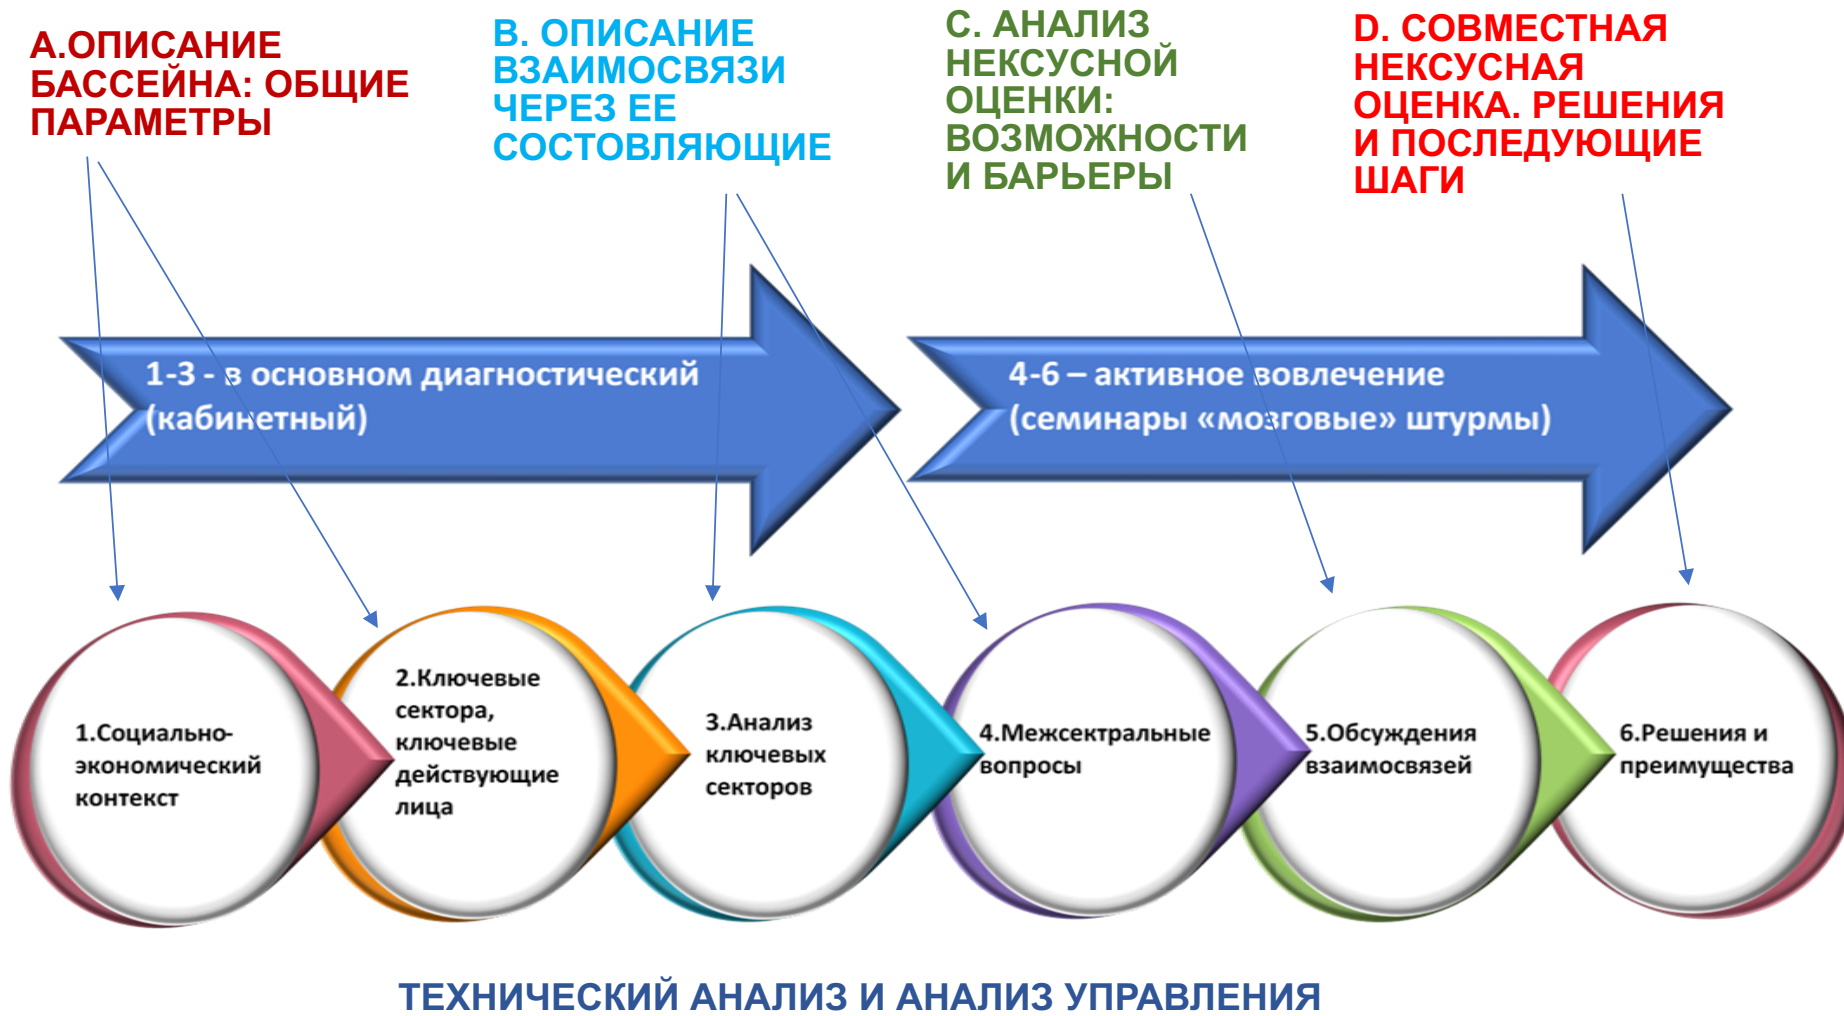 А.ОПИСАНИЕ
БАССЕЙНА: ОБЩИЕ
ПАРАМЕТРЫ
В. ОПИСАНИЕ
ВЗАИМОСВЯЗИ
ЧЕРЕЗ ЕЕ
СОСТОВЛЯЮЩИЕ
С. АНАЛИЗ
НЕКСУСНОЙ
ОЦЕНКИ:
ВОЗМОЖНОСТИ
И БАРЬЕРЫ
D. СОВМЕСТНАЯ
НЕКСУСНАЯ
ОЦЕНКА. РЕШЕНИЯ
И ПОСЛЕДУЮЩИЕ
ШАГИ
1-3 - в основном диагностический
(кабинетный)
4-6 – активное вовлечение
(семинары «мозговые» штурмы)
1.Социально-
экономический
контекст
2.Ключевые
сектора,
ключевые
действующие
лица
3.Анализ
ключевых
секторов
4.Межсектральные
вопросы
5.Обсуждения
взаимосвязей
6.Решения и
преимущества
ТЕХНИЧЕСКИЙ АНАЛИЗ И АНАЛИЗ УПРАВЛЕНИЯ